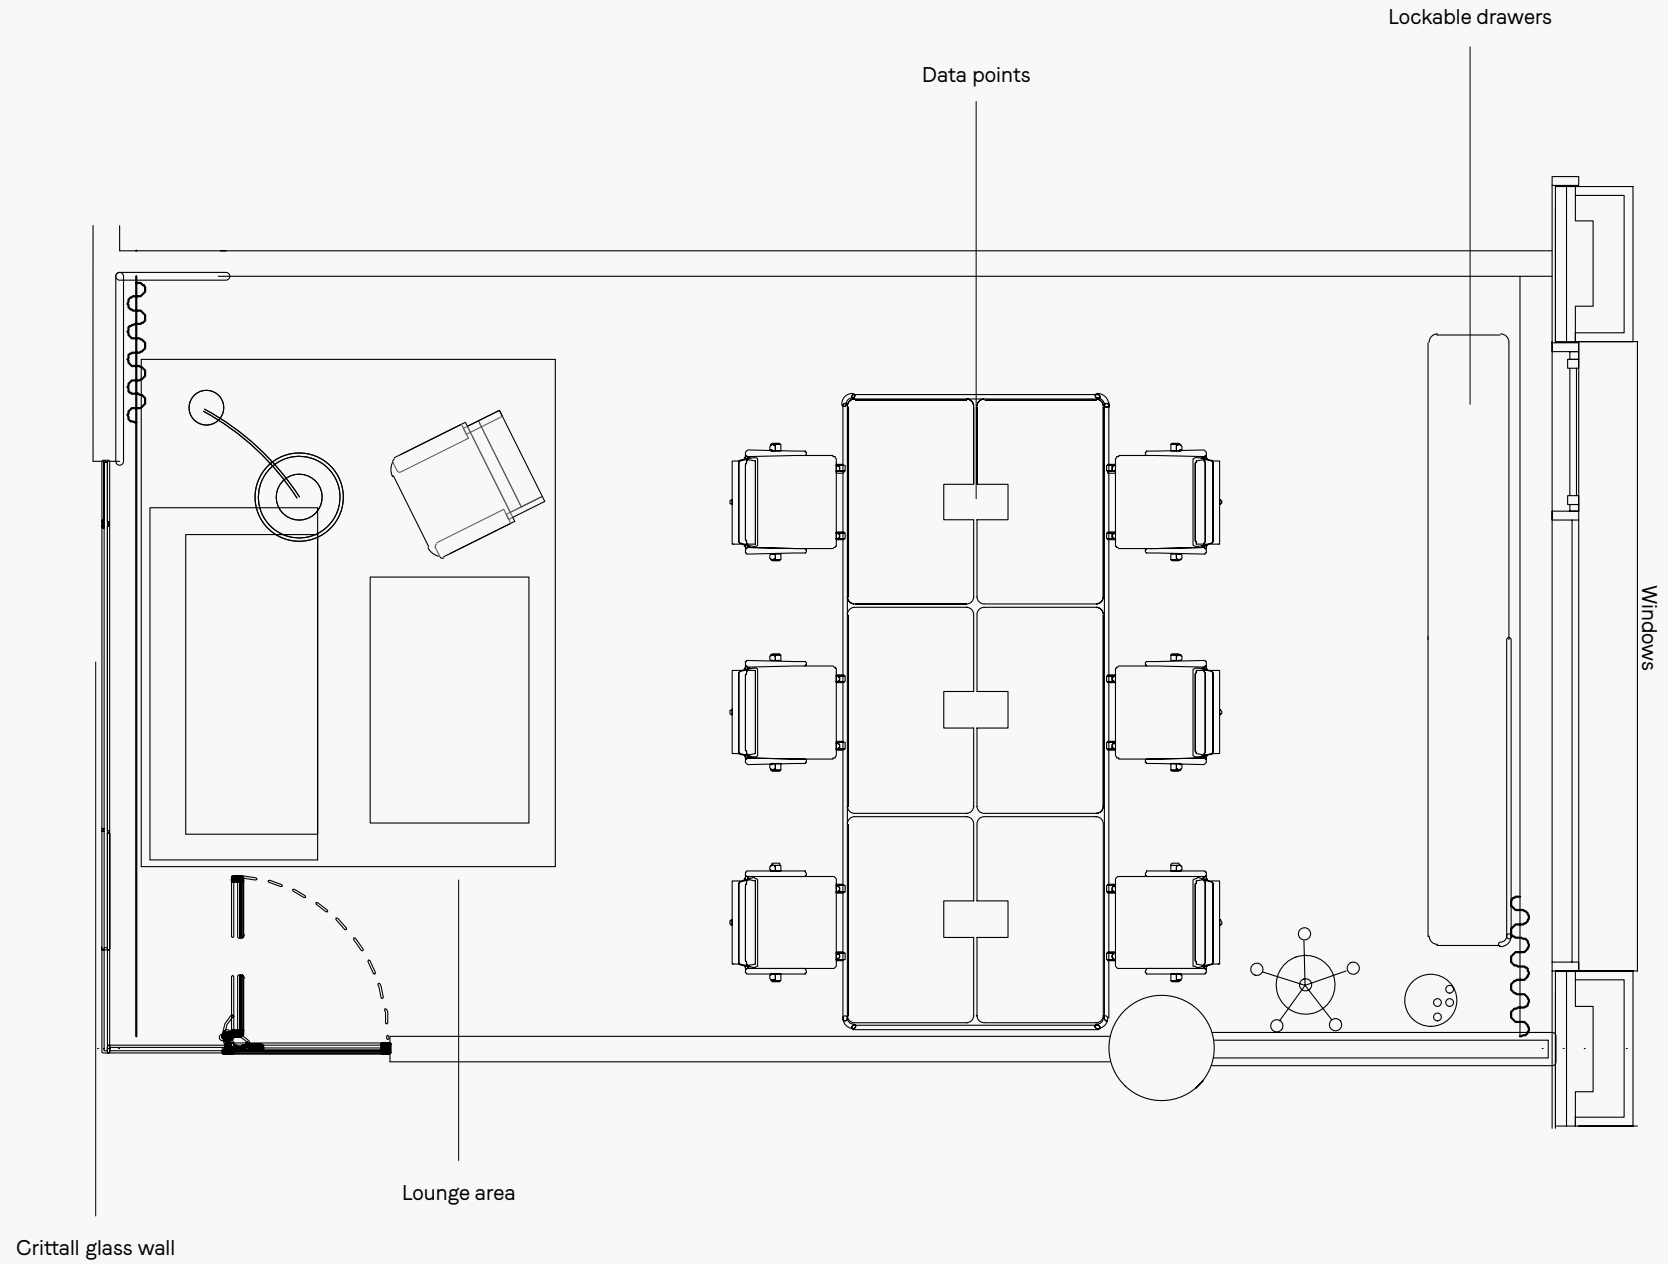 Lockable drawers
Data points
Windows
Lounge area
Crittall glass wall